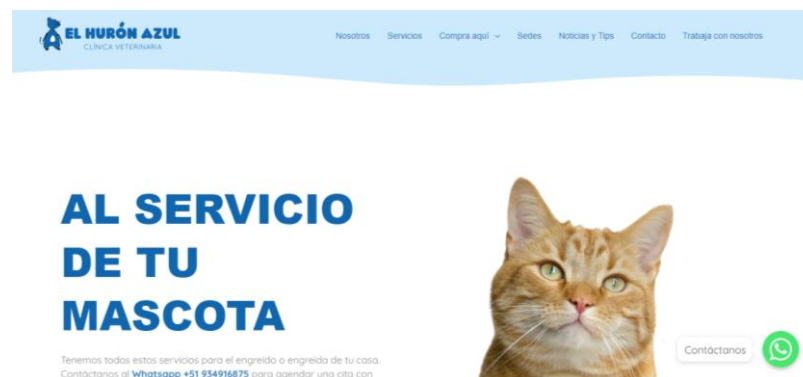 EL HURÓN AZUL
CLÍNICA VETERINARIA
Nosotros Servicios Compra aquí Sedes Noticias y Tips Contacto Trabaja con nosotros
AL SERVICIO
DE TU
MASCOTA
Tenemos todos estos servicios para el engreído o engreida de tu casa.
Contáctanos al Whatsapp +51 934916875 para agendar una cita con
Contáctanos